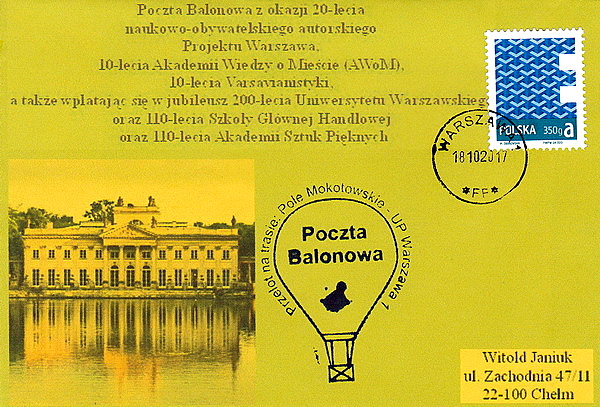 Poczta Balonowa z okazji 20-lecia
naukowo-obywatelskiego autorskiego
Projektu Warszawa,
10-lecia Akademii Wiedzy o Mieście (AWoM),
10-lecia Varsavianistyki,
a także wplatając się w jubileusz 200-lecia Uniwersytetu Warszawskiego
oraz 110-lecia Szkoły Głównej Handlowej
oraz 110-lecia Akademii Sztuk Pięknych
POLSKA 350g a
WARSZAWA 1
18102017
*FF*
Przelot na trasie: Pole Mokotowskie - UP Warszawa 1
Poczta
Balonowa
Witold Janiuk
ul. Zachodnia 47/11
22-100 Chelm